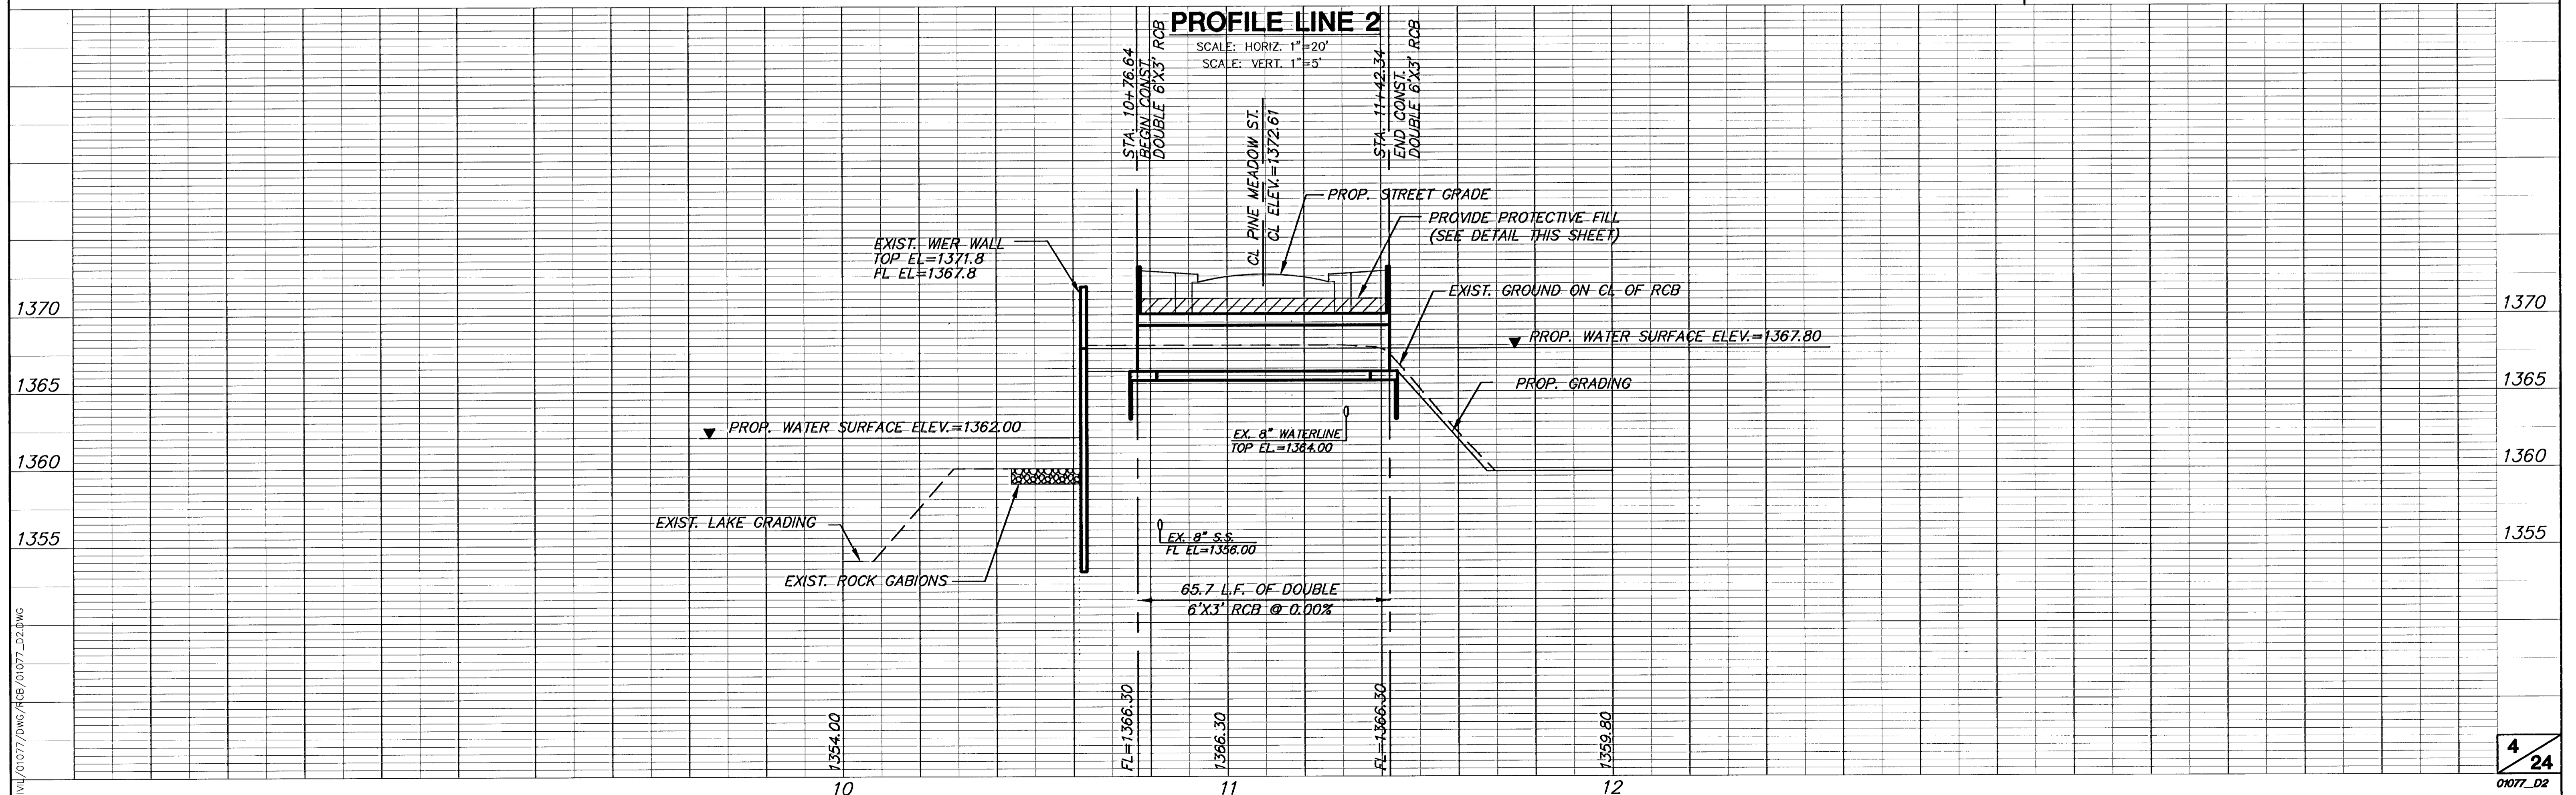 PROFILE LINE 2
SCALE: HORIZ. 1"=20'
SCALE: VERT. 1"=5'
STA. 10+76.64
BEGIN CONST.
DOUBLE 6'X3' RCB
STA. 11+42.34
END CONST.
DOUBLE 6'X3' RCB
CL PINE MEADOW ST.
CL ELEV.=1372.61
PROP. STREET GRADE
PROVIDE PROTECTIVE FILL
(SEE DETAIL THIS SHEET)
EXIST. WIER WALL
TOP EL=1371.8
FL EL=1367.8
EXIST. GROUND ON CL OF RCB
1370
1370
PROP. WATER SURFACE ELEV.=1367.80
1365
1365
PROP. GRADING
PROP. WATER SURFACE ELEV.=1362.00
EX. 8" WATERLINE
TOP EL.=1364.00
1360
1360
EXIST. LAKE GRADING
EX. 8" S.S.
FL EL=1356.00
1355
1355
EXIST. ROCK GABIONS
65.7 L.F. OF DOUBLE
6'X3' RCB @ 0.00%
1354.00
FL=1366.30
1366.30
FL=1366.30
1359.80
10
11
12
IVIL/01077/DWG/RCB/01077_D2.DWG
4
24
01077_D2